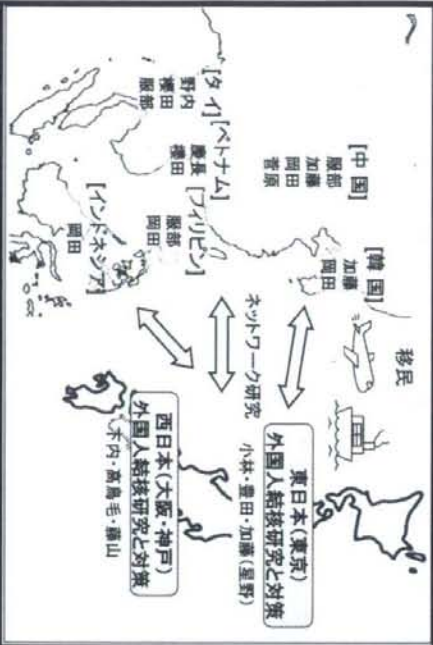 [中国]
服部
加藤
岡田
菅原
[韓国]
加藤
岡田
移民
[タイ]
野内
櫻田
服部
[ベトナム]
慶長
櫻田
[フィリピン]
服部
岡田
[インドネシア]
岡田
ネットワーク研究
東日本(東京)
外国人結核研究と対策
小林・豊田・加藤(星野)
西日本(大阪・神戸)
外国人結核研究と対策
下内・高鳥毛・藤山